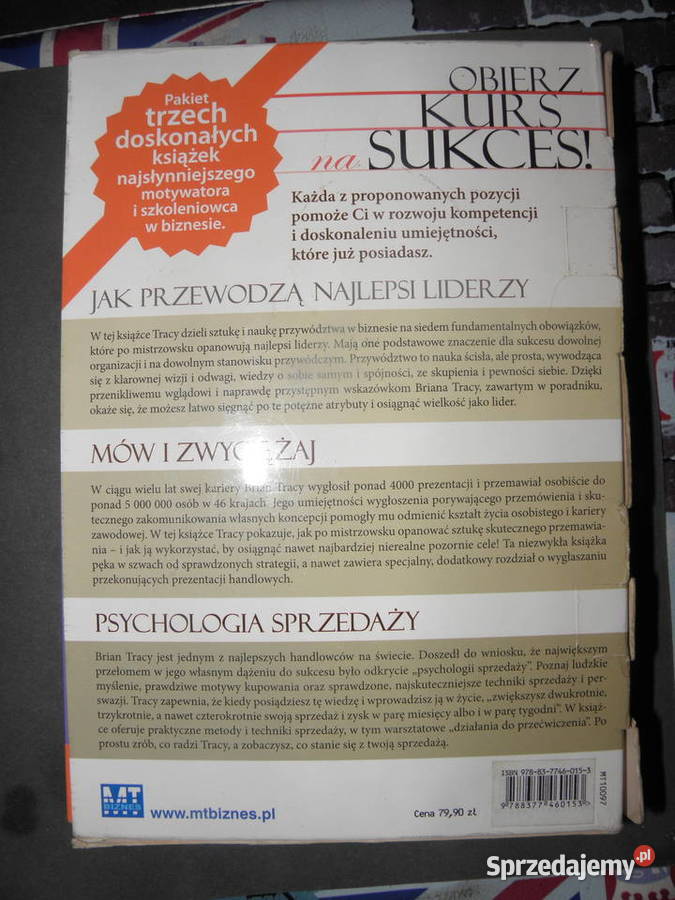 Pakiet
trzech
doskonałych
książek
najsłynniejszego
motywatora
i szkoleniowca
w biznesie.
OBIERZ
KURS
na SUKCES!
Każda z proponowanych pozycji
pomoże Ci w rozwoju kompetencji
i doskonaleniu umiejętności,
które już posiadasz.
JAK PRZEWODZĄ NAJLEPSI LIDERZY
W tej książce Tracy dzieli sztukę i naukę przywództwa w biznesie na siedem fundamentalnych obowiązków,
które po mistrzowsku opanowują najlepsi liderzy. Mają one podstawowe znaczenie dla sukcesu dowolnej
organizacji i na dowolnym stanowisku przywódczym. Przywództwo to nauka ścisła, ale prosta, wywodząca
się z klarownej wizji i odwagi, wiedzy o sobie samym i spójności, ze skupienia i pewności siebie. Dzięki
przenikliwemu wglądowi i naprawdę przystępnym wskazówkom Briana Tracy, zawartym w poradniku,
okaże się, że możesz łatwo sięgnąć po te potężne atrybuty i osiągnąć wielkość jako lider.
MÓW I ZWYCIĘŻAJ
W ciągu wielu lat swej kariery Brian Tracy wygłosił ponad 4000 prezentacji i przemawiał osobiście do
ponad 5 000 000 osób w 46 krajach. Jego umiejętności wygłoszenia porywającego przemówienia i sku-
tecznego zakomunikowania własnych koncepcji pomogły mu odmienić kształt życia osobistego i kariery
zawodowej. W tej książce Tracy pokazuje, jak po mistrzowsku opanować sztukę skutecznego przemawia-
nia – i jak ją wykorzystać, by osiągnąć nawet najbardziej nierealne pozornie cele! Ta niezwykła książka
pęka w szwach od sprawdzonych strategii, a nawet zawiera specjalny, dodatkowy rozdział o wygłaszaniu
przekonujących prezentacji handlowych.
PSYCHOLOGIA SPRZEDAŻY
Brian Tracy jest jednym z najlepszych handlowców na świecie. Doszedł do wniosku, że największym
przełomem w jego własnym dążeniu do sukcesu było odkrycie „psychologii sprzedaży”. Poznaj ludzkie
myślenie, prawdziwe motywy kupowania oraz sprawdzone, najskuteczniejsze techniki sprzedaży i per-
swazji. Tracy zapewnia, że kiedy posiądziesz tę wiedzę i wprowadzisz ją w życie, „zwiększysz dwukrotnie,
trzykrotnie, a nawet czterokrotnie swoją sprzedaż i zysk w parę miesięcy albo i w parę tygodni”. W książ-
ce oferuje praktyczne metody i techniki sprzedaży, w tym warsztatowe „działania do przećwiczenia”. Po
prostu zrób, co radzi Tracy, a zobaczysz, co stanie się z twoją sprzedażą.
MT
BIZNES
www.mtbiznes.pl
Cena 79,90 zł
ISBN 978-83-7746-015-3
9788377460153
MT10097
Sprzedajemy.pl